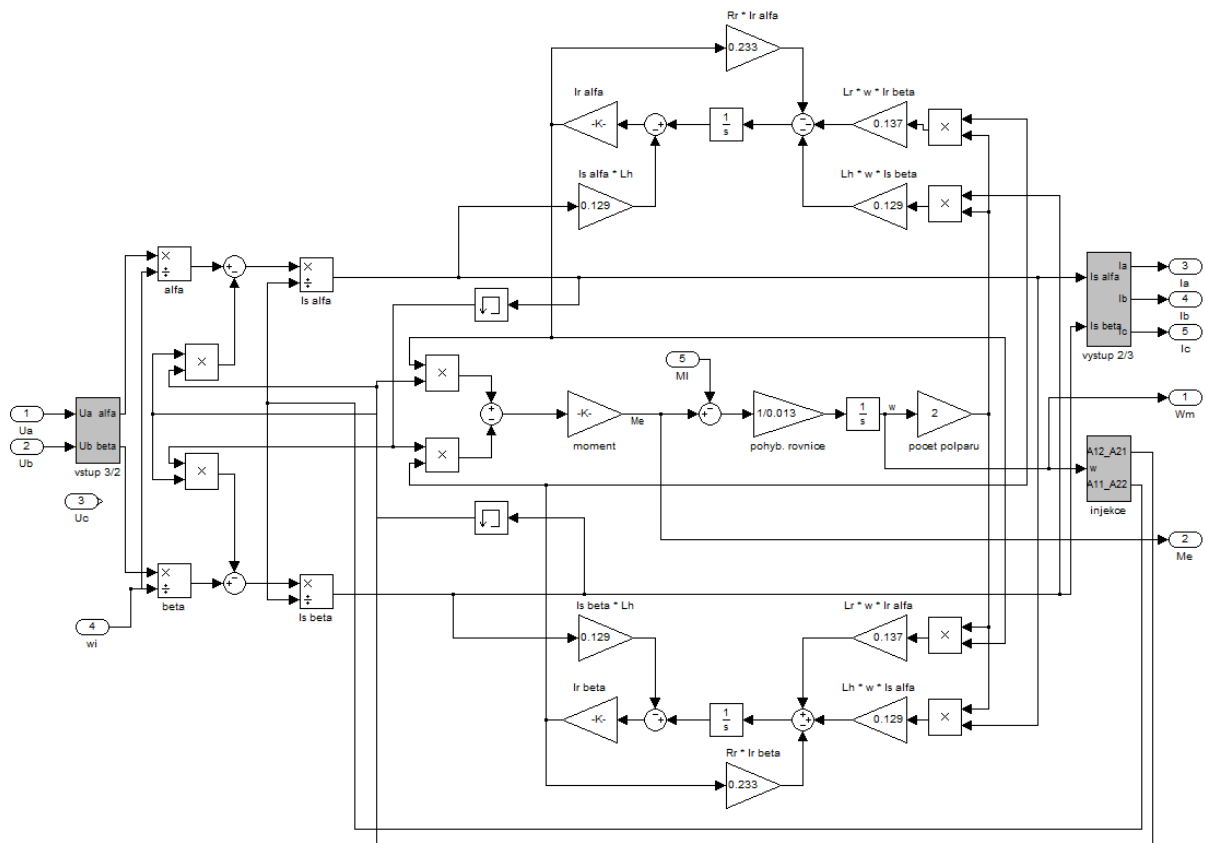 Rr * Ir alfa
0.233
Ir alfa
-K-
1
s
Lr * w * Ir beta
0.137
×
Is alfa * Lh
0.129
Lh * w * Is beta
0.129
×
×
÷
alfa
×
÷
Is alfa
Is alfa
Is beta
Ia
Ib
Ic
vystup 2/3
3
Ia
4
Ib
5
Ic
×
×
5
Ml
1
Ua
2
Ub
Ua alfa
Ub beta
vstup 3/2
3
Uc
×
×
-K-
moment
Me
1/0.013
pohyb. rovnice
1
s
w
2
pocet polparu
1
Wm
A12_A21
w
A11_A22
injekce
2
Me
×
÷
beta
×
÷
Is beta
4
wi
Is beta * Lh
0.129
Lr * w * Ir alfa
0.137
×
Ir beta
-K-
1
s
Lh * w * Is alfa
0.129
×
Rr * Ir beta
0.233